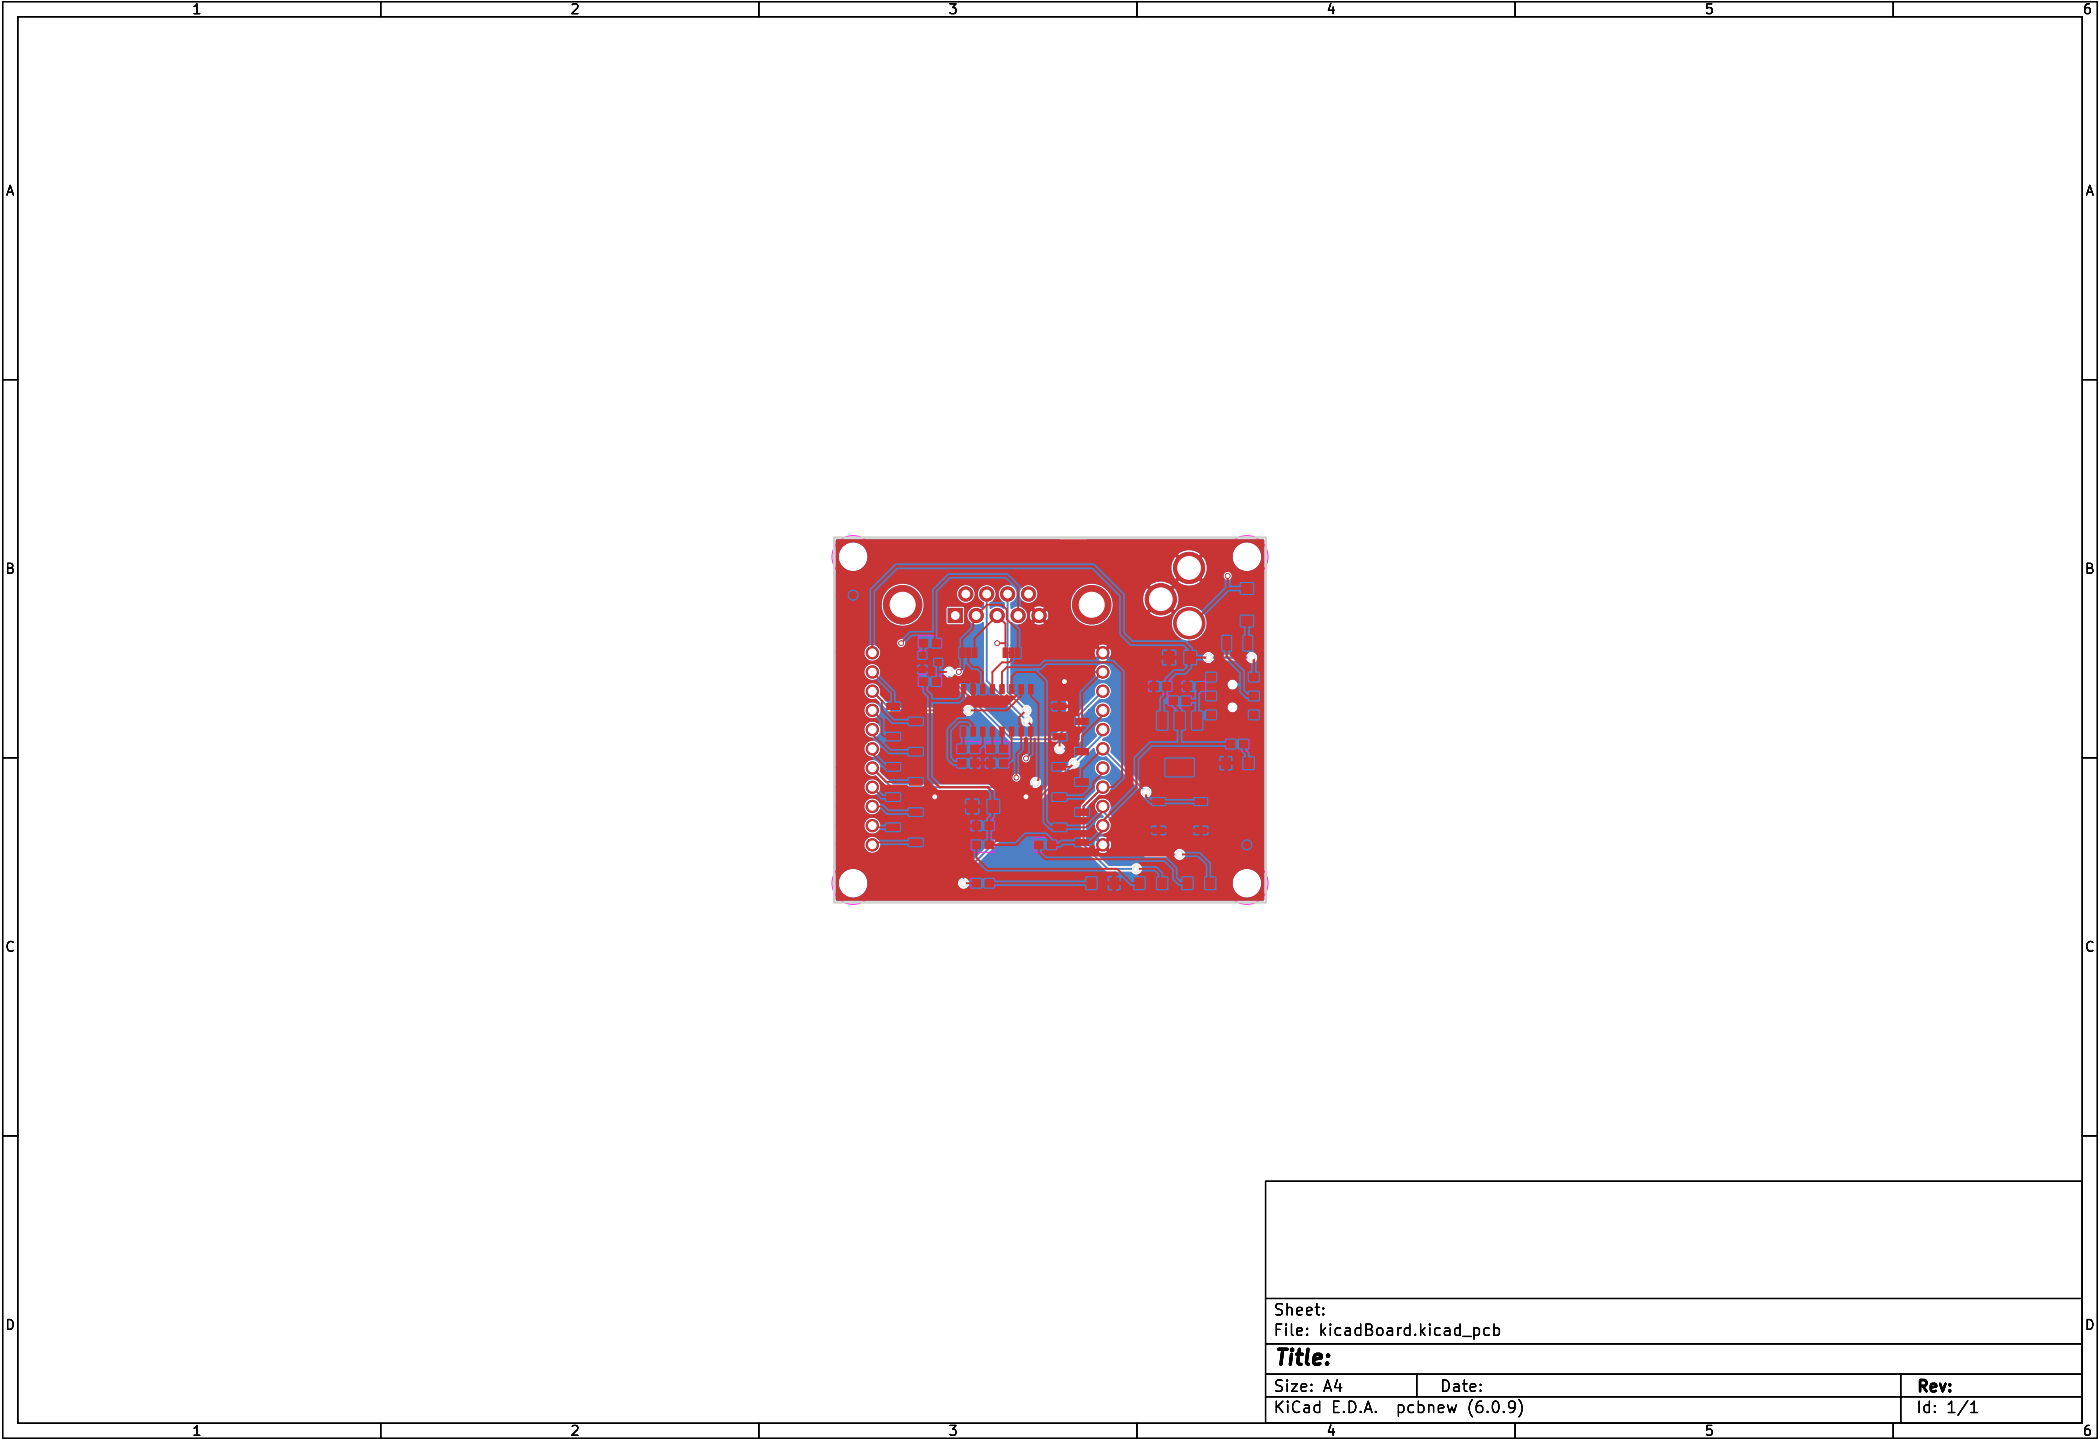 1 2 3 4 5 6
A A
B B
C C
D D
Sheet:
File: kicadBoard.kicad_pcb
Title:
Size: A4 Date: Rev:
KiCad E.D.A. pcbnew (6.0.9) Id: 1/1
1 2 3 4 5 6